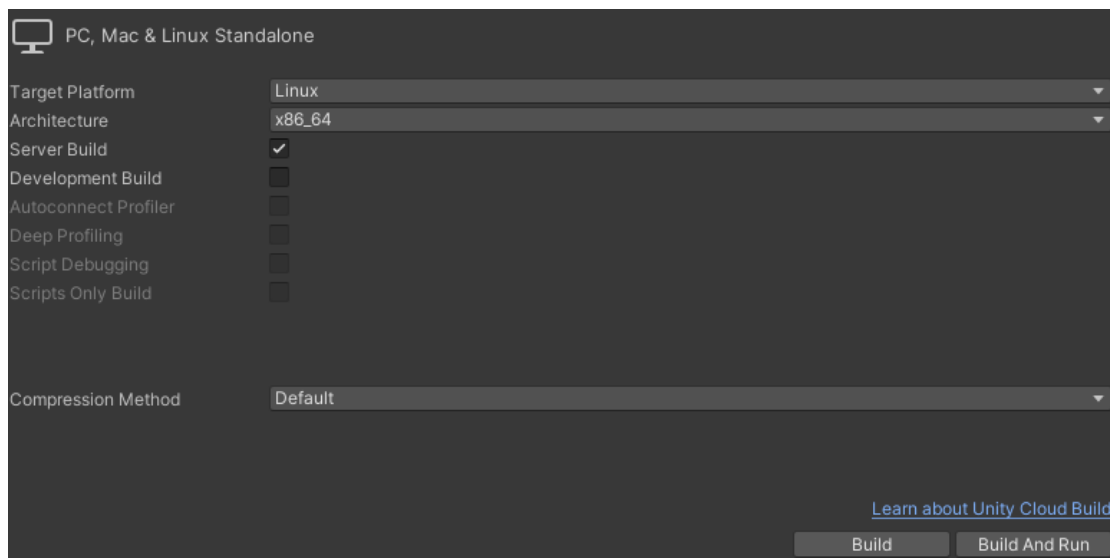 PC, Mac & Linux Standalone
Target Platform Linux
Architecture x86_64
Server Build
Development Build
Autoconnect Profiler
Deep Profiling
Script Debugging
Scripts Only Build
Compression Method Default
Learn about Unity Cloud Build
Build Build And Run